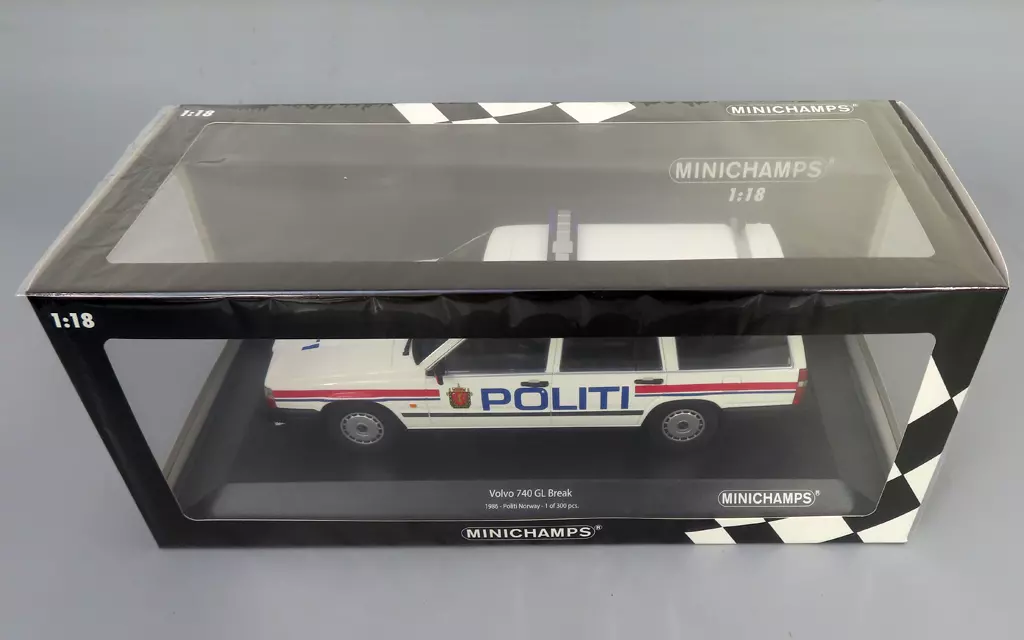 1:18
MINICHAMPS®
MINICHAMPS®
1:18
1:18
POLITI
Volvo 740 GL Break
1986 - Politi Norway - 1 of 300 pcs.
MINICHAMPS®
MINICHAMPS®